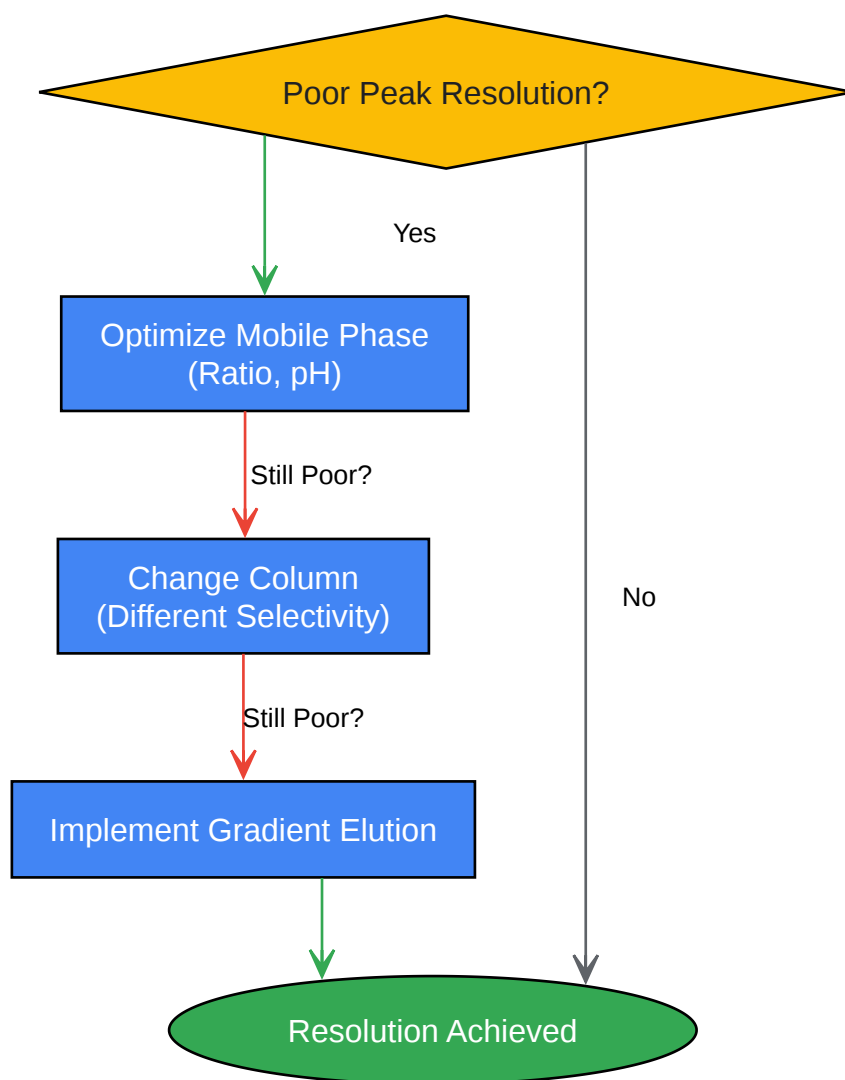 Poor Peak Resolution?
Yes
Optimize Mobile Phase
(Ratio, pH)
Still Poor?
Change Column
(Different Selectivity)
No
Still Poor?
Implement Gradient Elution
Resolution Achieved